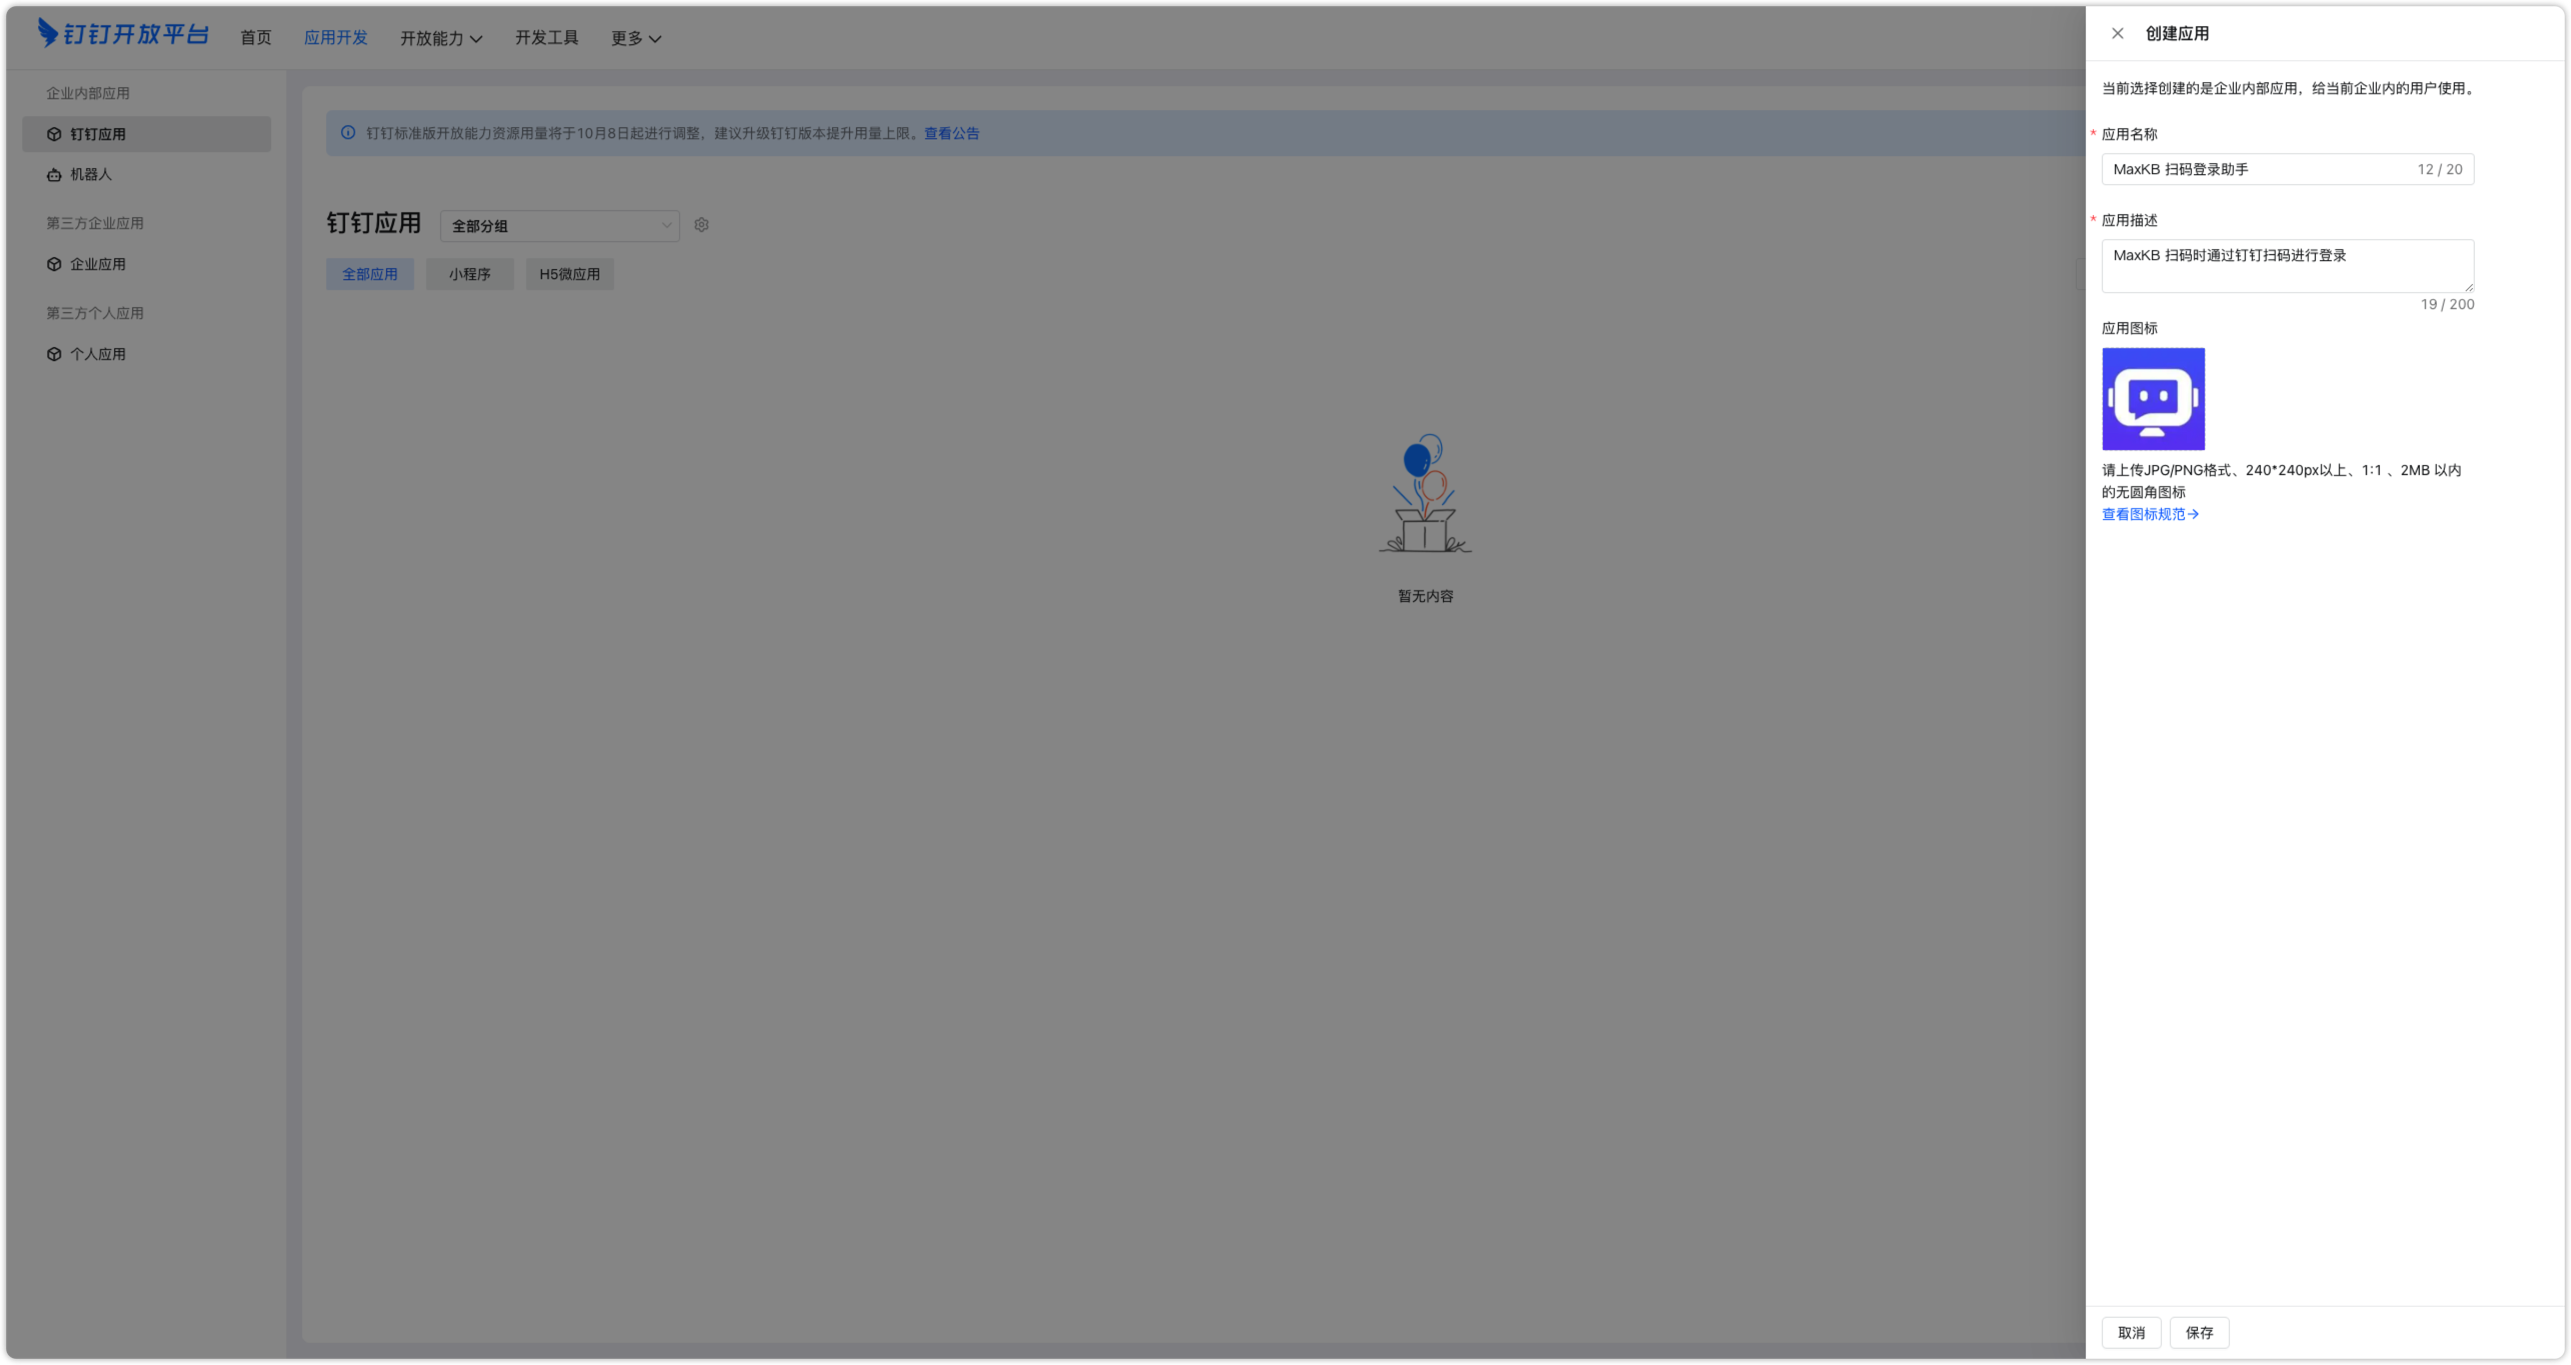 钉钉开放平台
首页 应用开发 开放能力 开发工具 更多
企业内部应用
钉钉应用
机器人
第三方企业应用
企业应用
第三方个人应用
个人应用
钉钉标准版开放能力资源用量将于10月8日起进行调整，建议升级钉钉版本提升用量上限。查看公告
钉钉应用 全部分组
全部应用 小程序 H5微应用
暂无内容
创建应用
当前选择创建的是企业内部应用，给当前企业内的用户使用。
* 应用名称
MaxKB 扫码登录助手 12 / 20
* 应用描述
MaxKB 扫码时通过钉钉扫码进行登录
19 / 200
应用图标
请上传JPG/PNG格式、240*240px以上、1:1 、2MB 以内
的无圆角图标
查看图标规范→
取消 保存